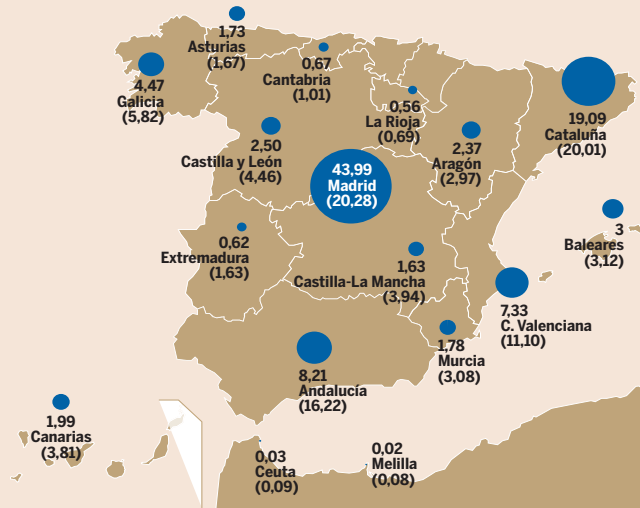 1,73
Asturias
(1,67)
0,67
Cantabria
(1,01)
4,47
Galicia
(5,82)
0,56
La Rioja
(0,69)
19,09
Cataluña
(20,01)
2,50
Castilla y León
(4,46)
2,37
Aragón
(2,97)
43,99
Madrid
(20,28)
3
Baleares
(3,12)
0,62
Extremadura
(1,63)
1,63
Castilla-La Mancha
(3,94)
7,33
C. Valenciana
(11,10)
1,78
Murcia
(3,08)
8,21
Andalucía
(16,22)
1,99
Canarias
(3,81)
0,03
Ceuta
(0,09)
0,02
Melilla
(0,08)